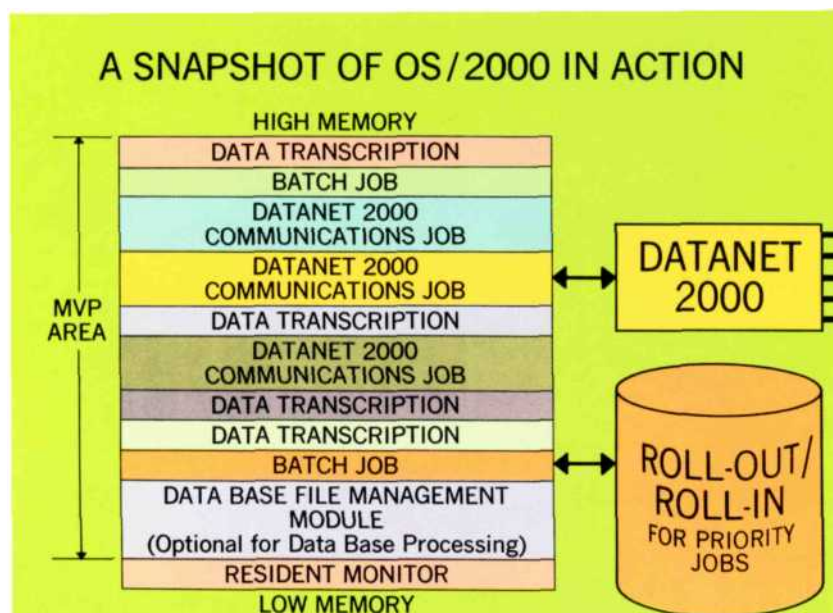 A SNAPSHOT OF OS/2000 IN ACTION
HIGH MEMORY
DATA TRANSCRIPTION
BATCH JOB
DATANET 2000
COMMUNICATIONS JOB
DATANET 2000
COMMUNICATIONS JOB
DATA TRANSCRIPTION
DATANET 2000
COMMUNICATIONS JOB
DATA TRANSCRIPTION
DATA TRANSCRIPTION
BATCH JOB
DATA BASE FILE MANAGEMENT
MODULE
(Optional for Data Base Processing)
RESIDENT MONITOR
LOW MEMORY
MVP
AREA
DATANET
2000
ROLL-OUT/
ROLL-IN
FOR PRIORITY
JOBS